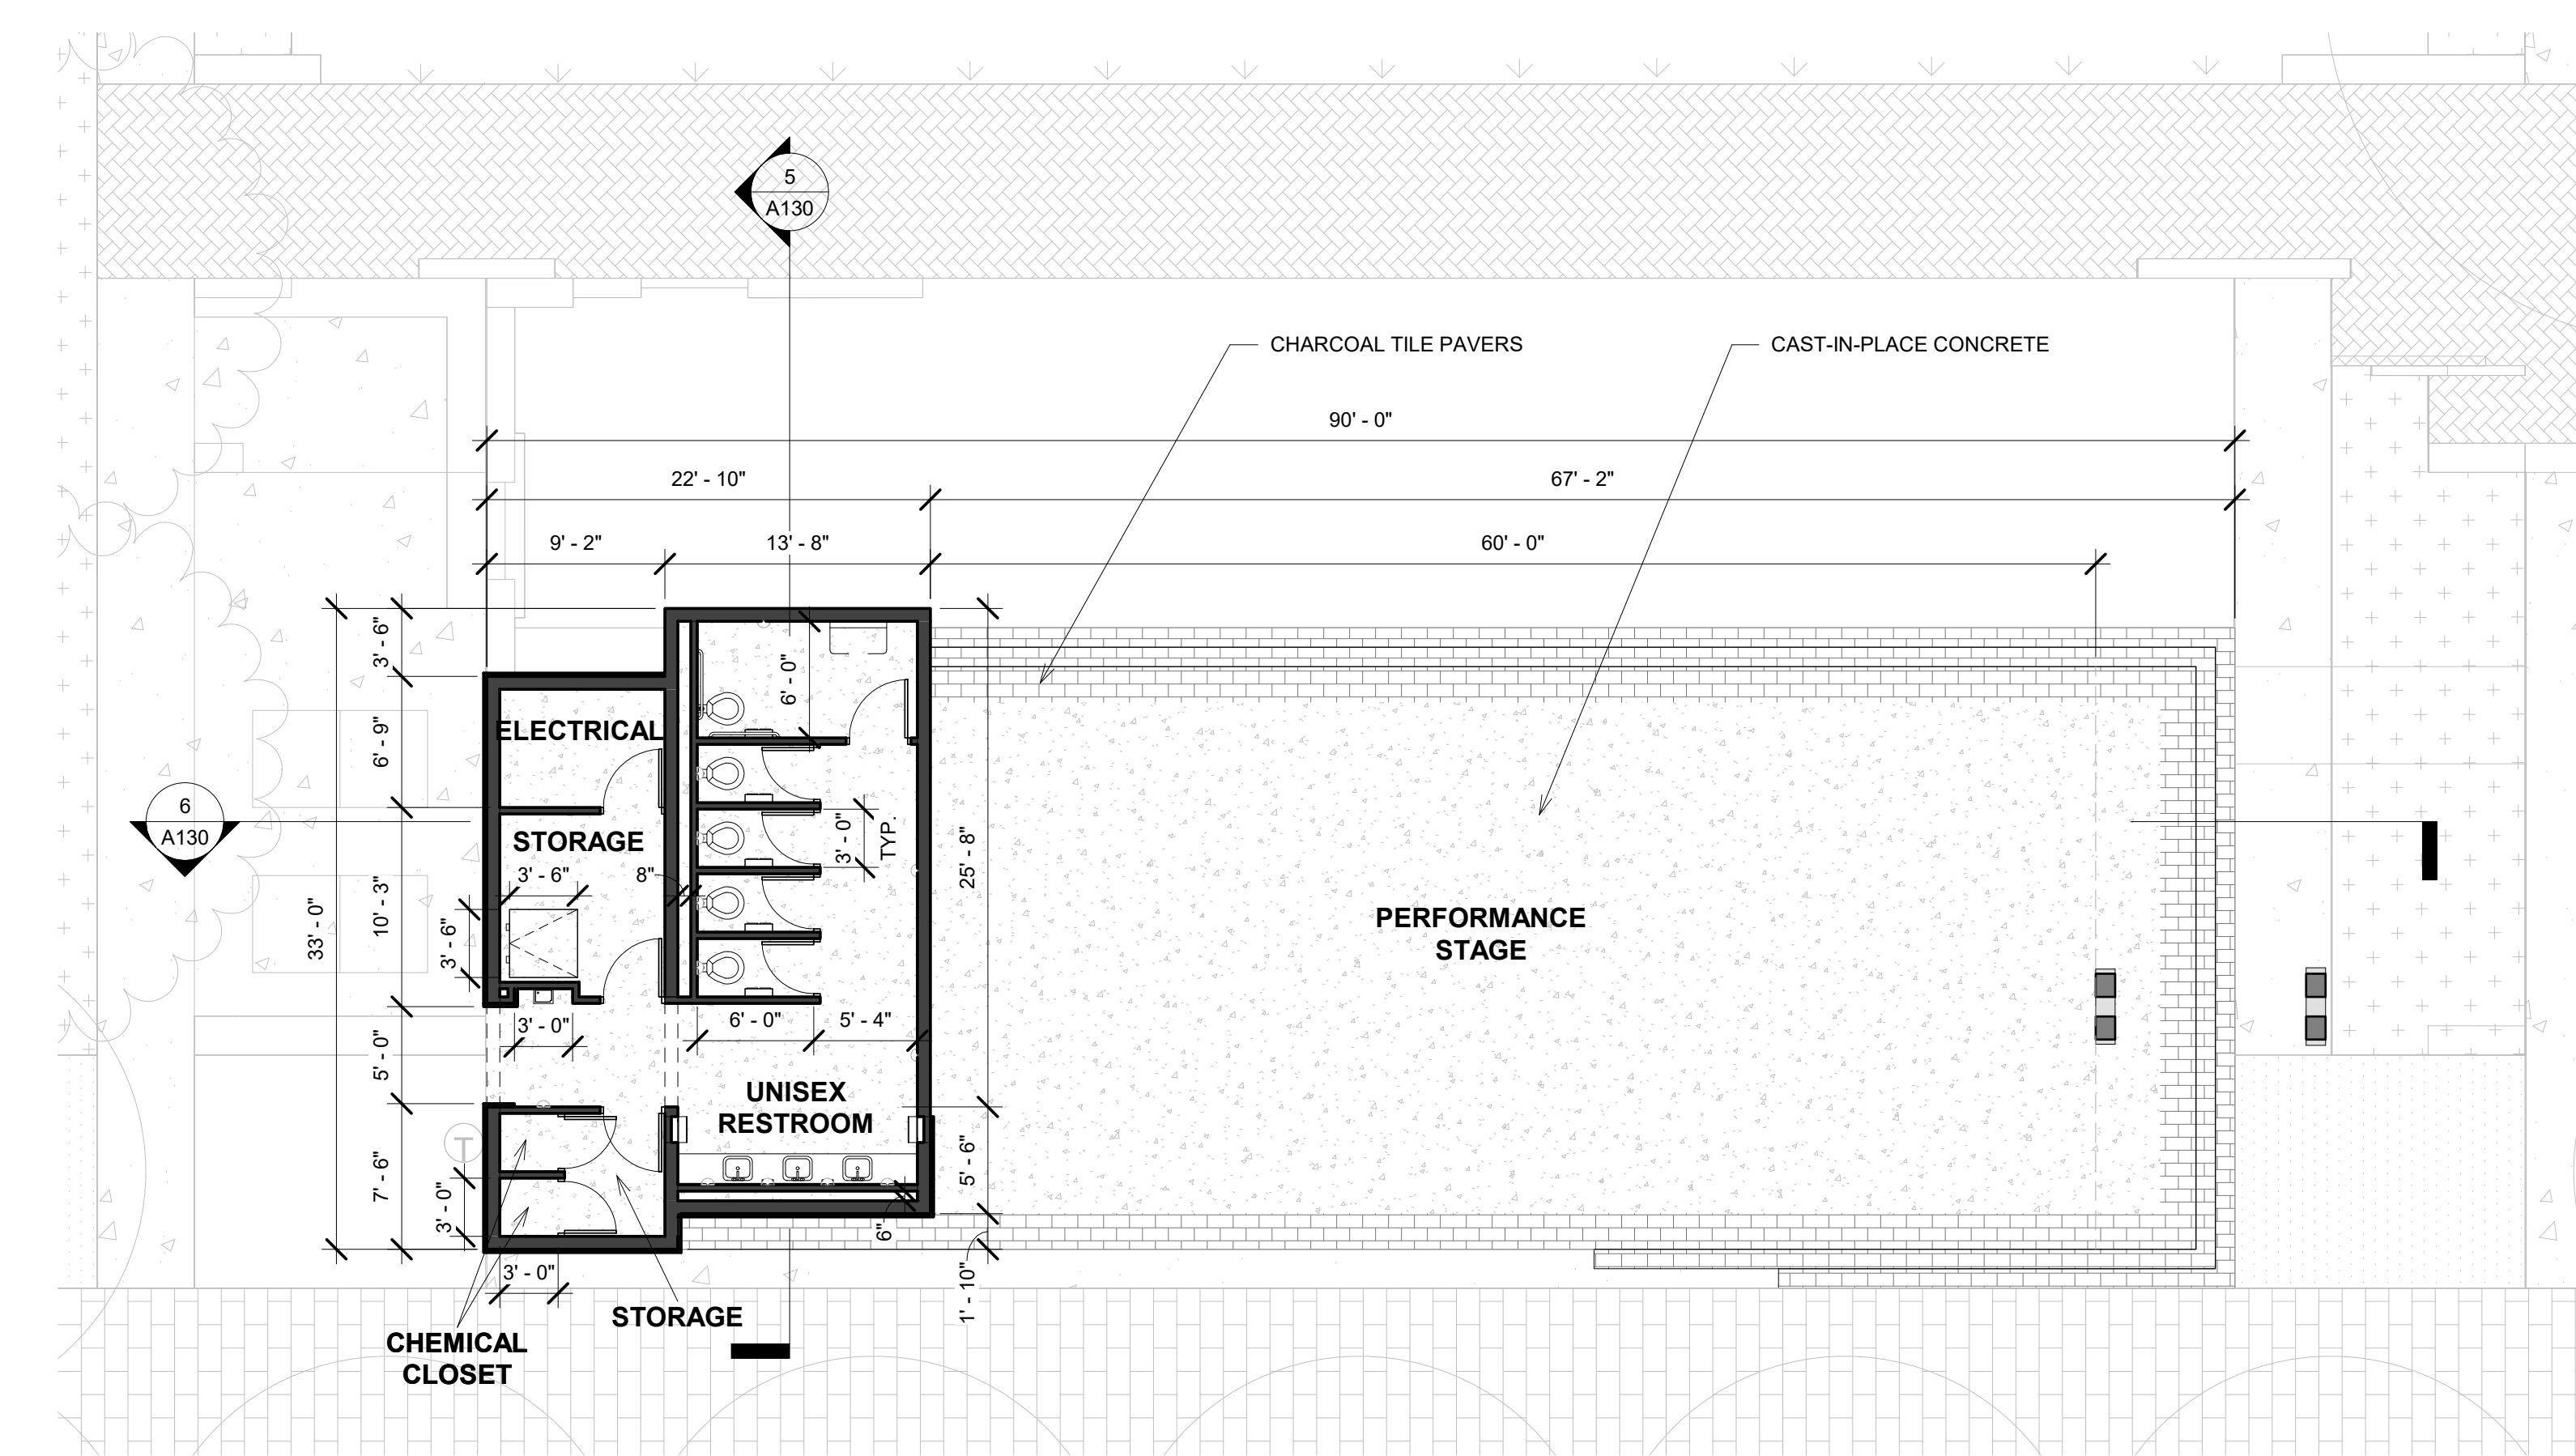 5
A130
CHARCOAL TILE PAVERS
CAST-IN-PLACE CONCRETE
90' - 0"
22' - 10"
67' - 2"
9' - 2"
13' - 8"
60' - 0"
3' - 6"
6' - 9"
10' - 3"
5' - 0"
7' - 6"
33' - 0"
6' - 0"
ELECTRICAL
6
A130
STORAGE
3' - 6"
8"
3' - 6"
3' - 0"
TYP.
25' - 8"
PERFORMANCE
STAGE
3' - 0"
6' - 0"
5' - 4"
UNISEX
RESTROOM
T
5' - 6"
3' - 0"
6"
1' - 10"
3' - 0"
STORAGE
CHEMICAL
CLOSET